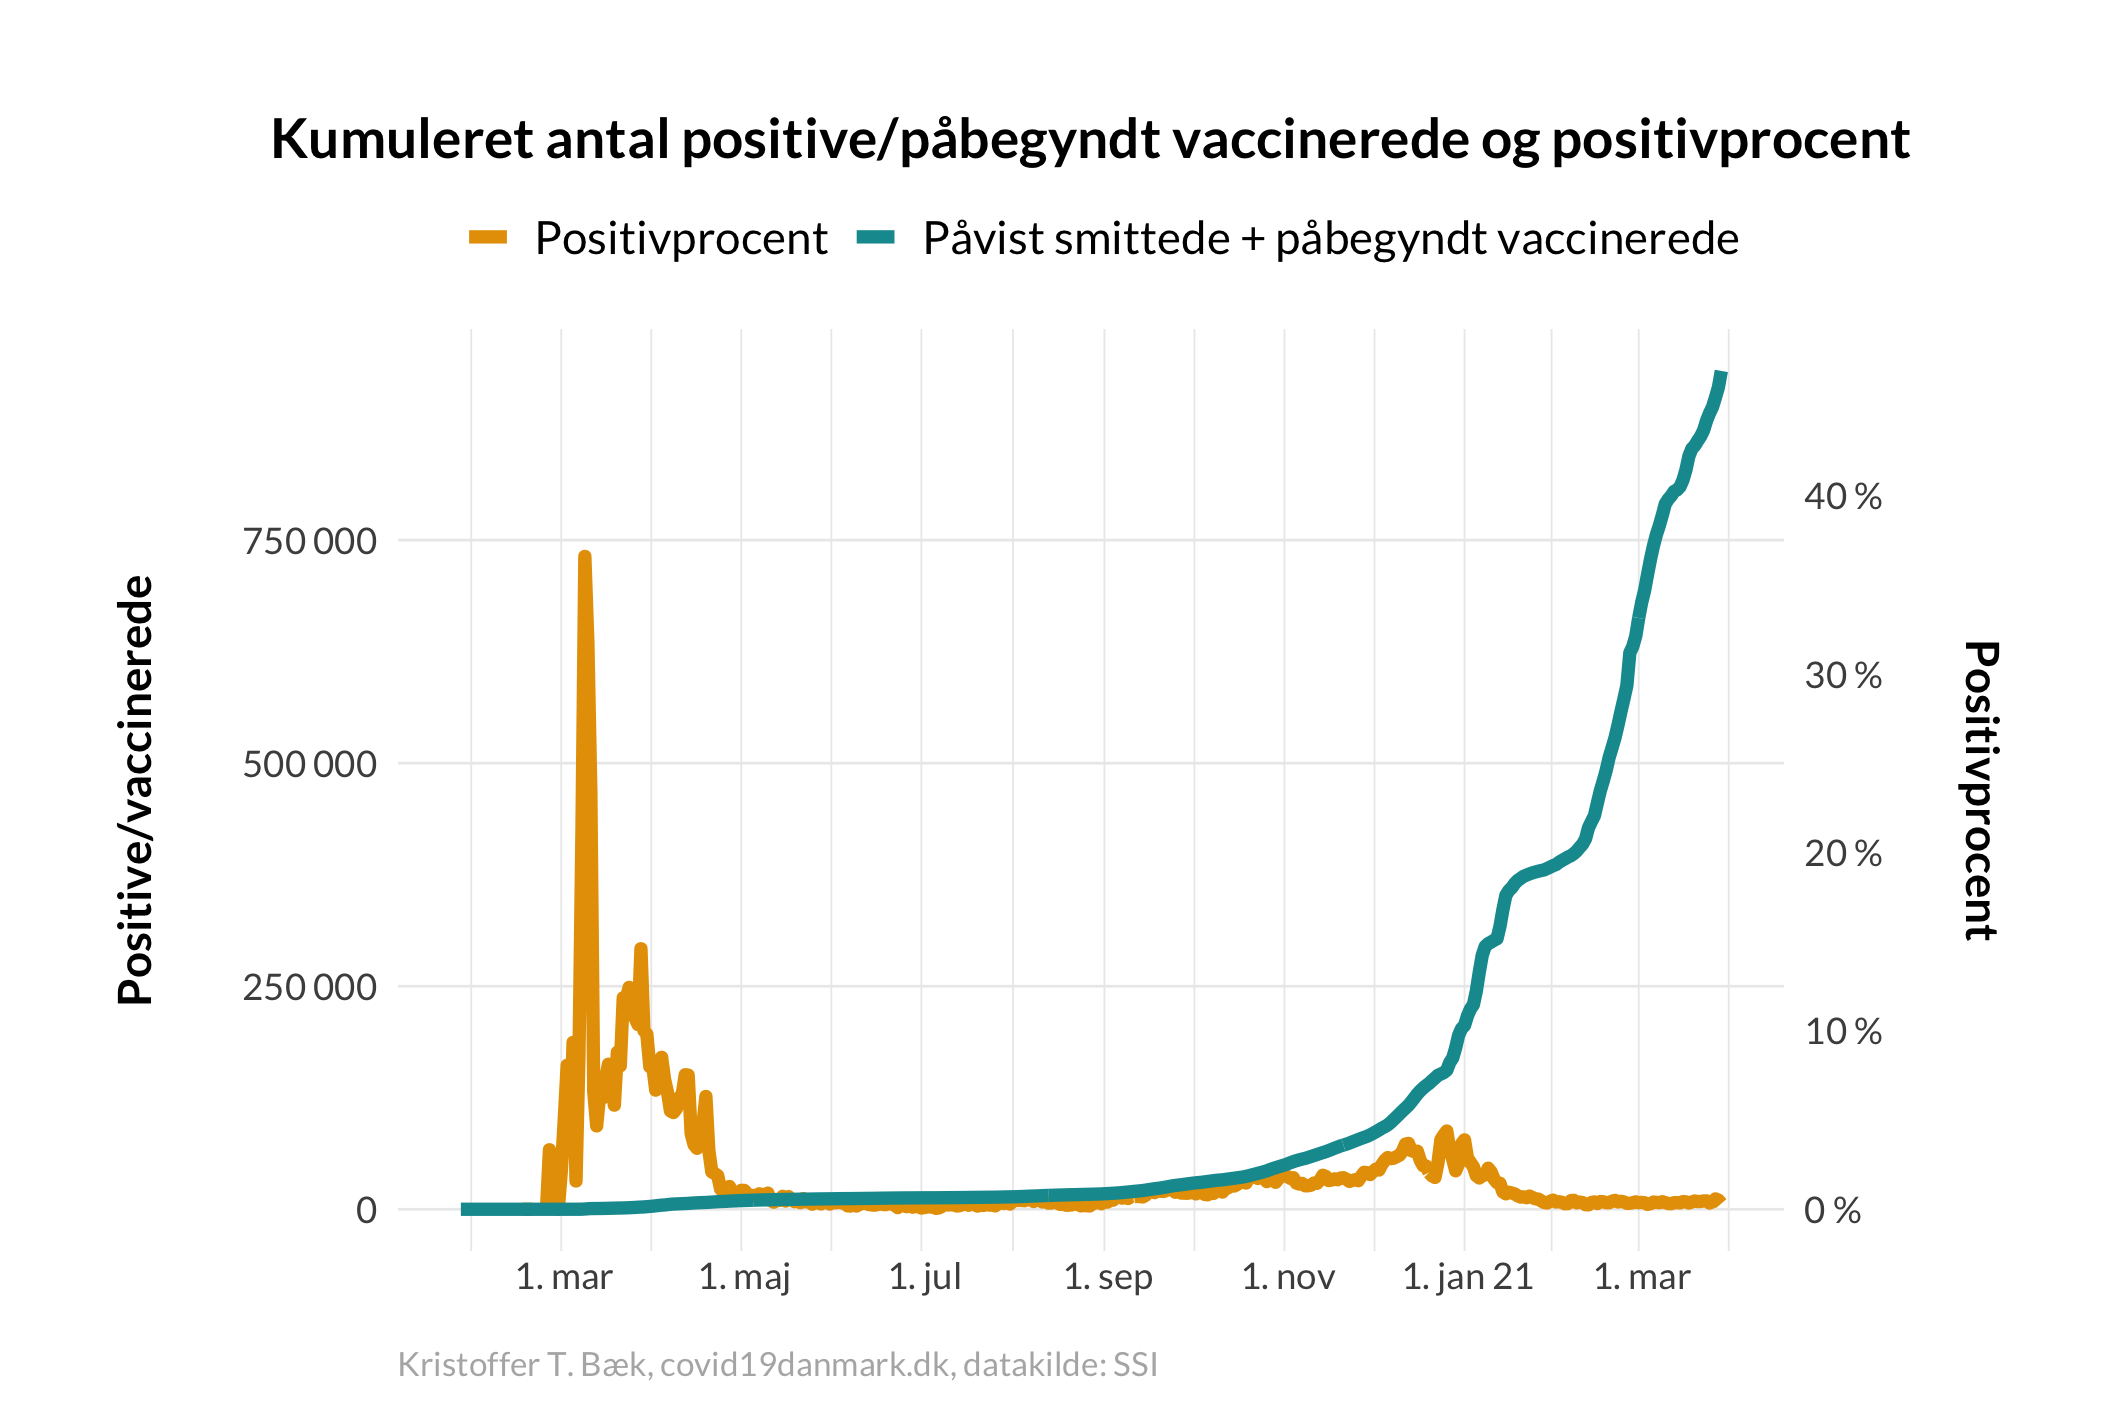 Kumuleret antal positive/påbegyndt vaccinerede og positivprocent
Positivprocent
Påvist smittede + påbegyndt vaccinerede
Positive/vaccinerede
750 000
500 000
250 000
0
40 %
30 %
20 %
10 %
0 %
Positivprocent
1. mar
1. maj
1. jul
1. sep
1. nov
1. jan 21
1. mar
Kristoffer T. Bæk, covid19danmark.dk, datakilde: SSI